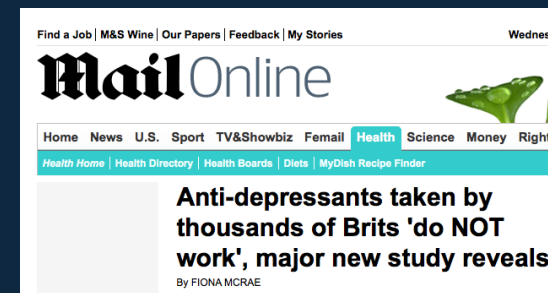 Find a Job | M&S Wine | Our Papers | Feedback | My Stories Wednes
Mail Online
Home News U.S. Sport TV&Showbiz Femail Health Science Money Right
Health Home | Health Directory | Health Boards | Diets | MyDish Recipe Finder
Anti-depressants taken by
thousands of Brits 'do NOT
work', major new study reveals
By FIONA MCRAE